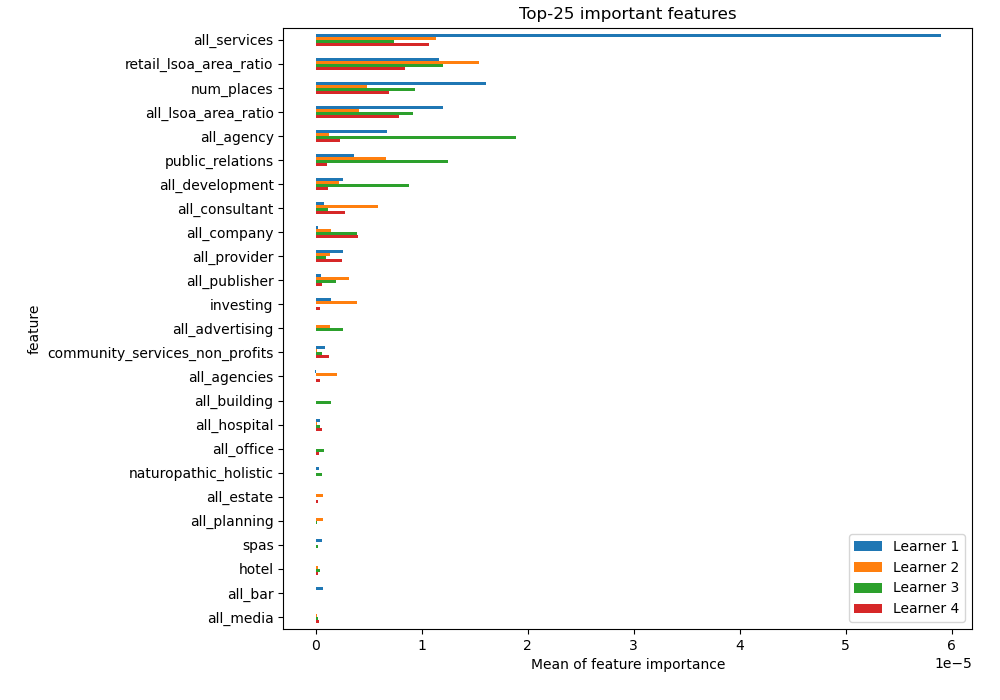 Top-25 important features
all_services
retail_lsoa_area_ratio
num_places
all_lsoa_area_ratio
all_agency
public_relations
all_development
all_consultant
all_company
all_provider
all_publisher
investing
all_advertising
community_services_non_profits
all_agencies
all_building
all_hospital
all_office
naturopathic_holistic
all_estate
all_planning
spas
hotel
all_bar
all_media
feature
Learner 1
Learner 2
Learner 3
Learner 4
0 1 2 3 4 5 6
1e−5
Mean of feature importance